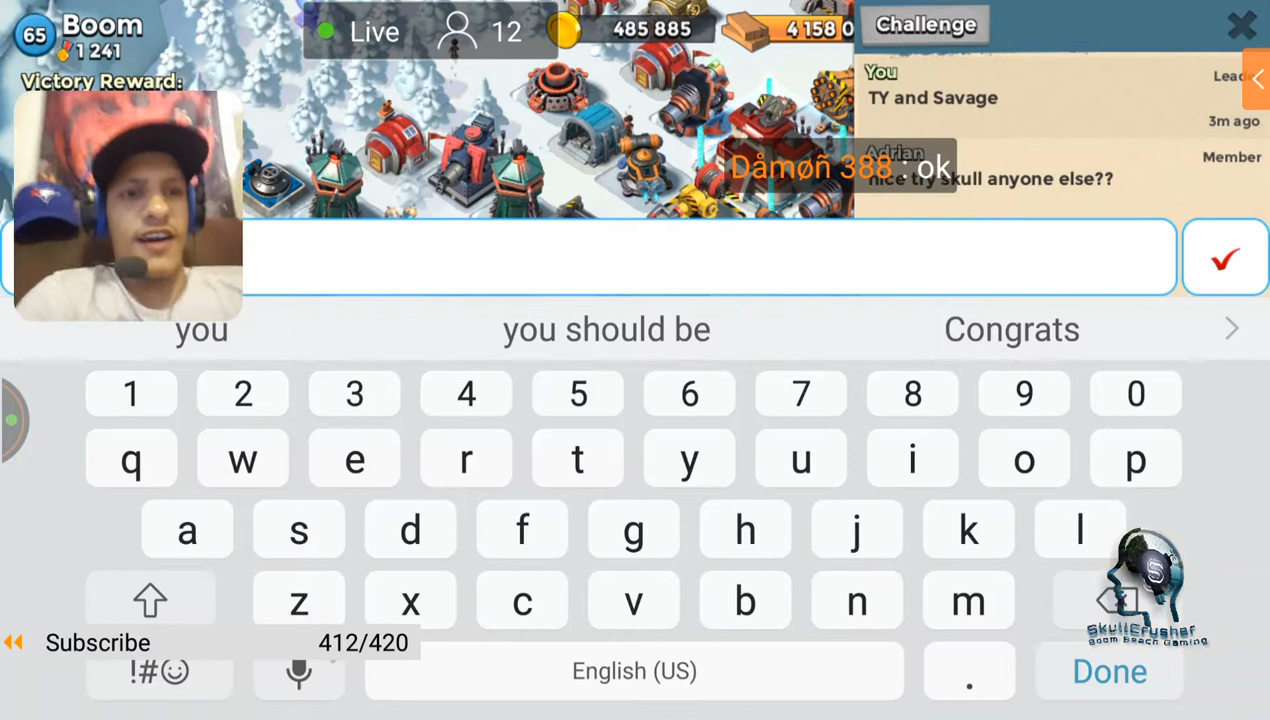 65 Boom
1 241
Victory Reward:
Live 12
485 885
4 158 0
Challenge
You
Lead
TY and Savage
3m ago
Adrian
Member
Dåmøñ 388 : ok
nice try skull anyone else??
you
you should be
Congrats
1 2 3 4 5 6 7 8 9 0
q w e r t y u i o p
a s d f g h j k l
z x c v b n m
Subscribe 412/420
!#☺
English (US)
.
Done
S
SkullCrusher
Boom Beach Gaming